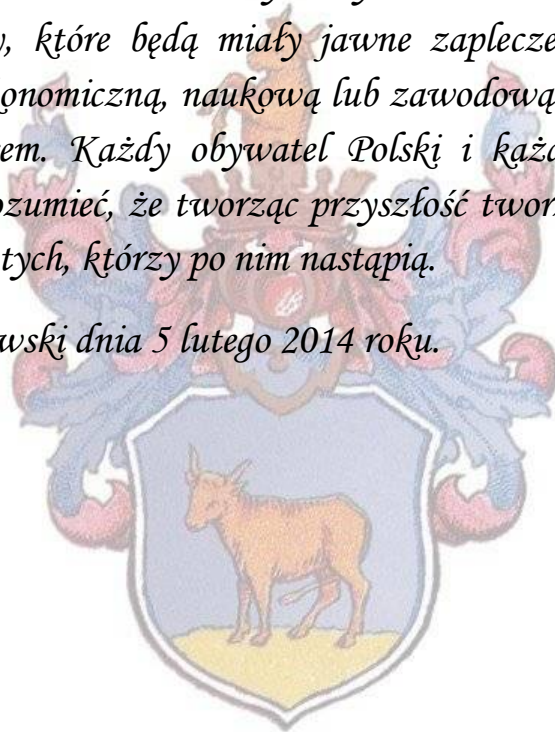 , które będą miały jawne zaplecze
onomiczną, naukową lub zawodową
em. Każdy obywatel Polski i każd
ozumieć, że tworząc przyszłość twor
tych, którzy po nim nastąpią.
wski dnia 5 lutego 2014 roku.